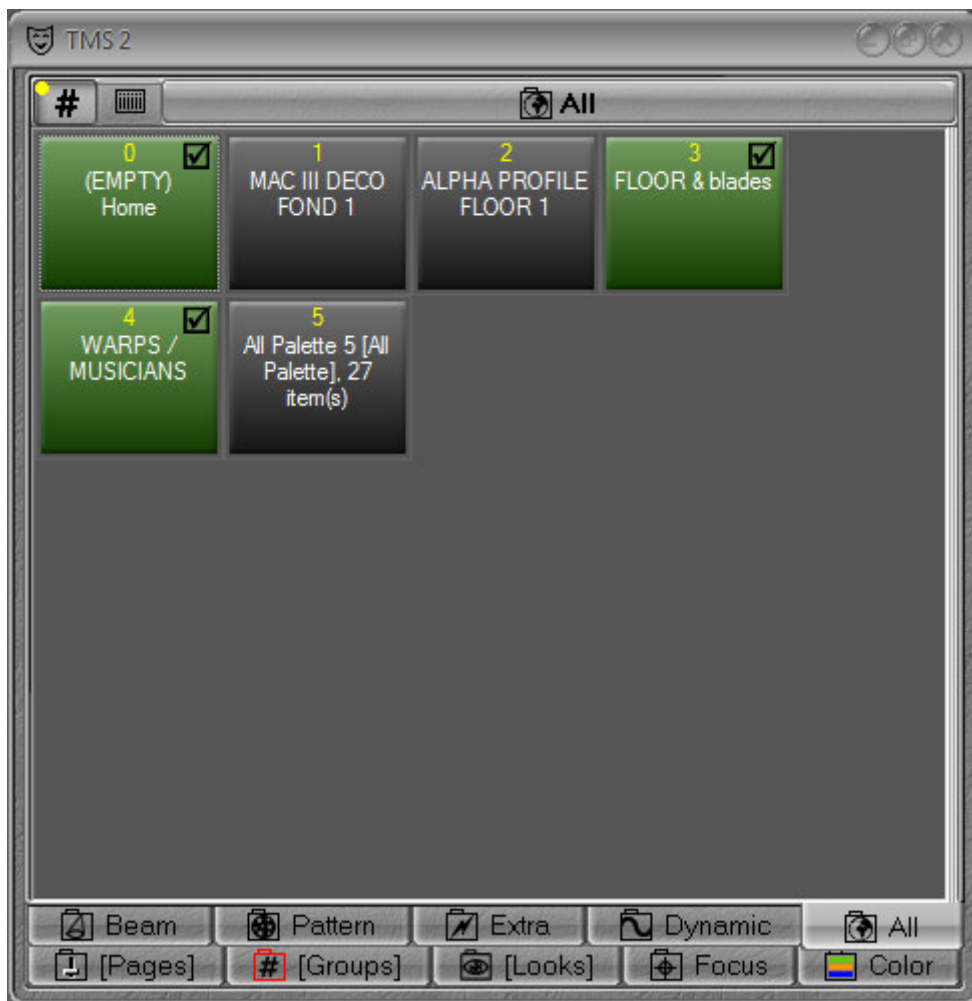 TMS 2
# All
0 1 2 3
(EMPTY) MAC III DECO ALPHA PROFILE FLOOR & blades
Home FOND 1 FLOOR 1
4 5
WARPS / All Palette 5 [All
MUSICIANS Palette], 27
item(s)
Beam Pattern Extra Dynamic All
[Pages] # [Groups] [Looks] Focus Color